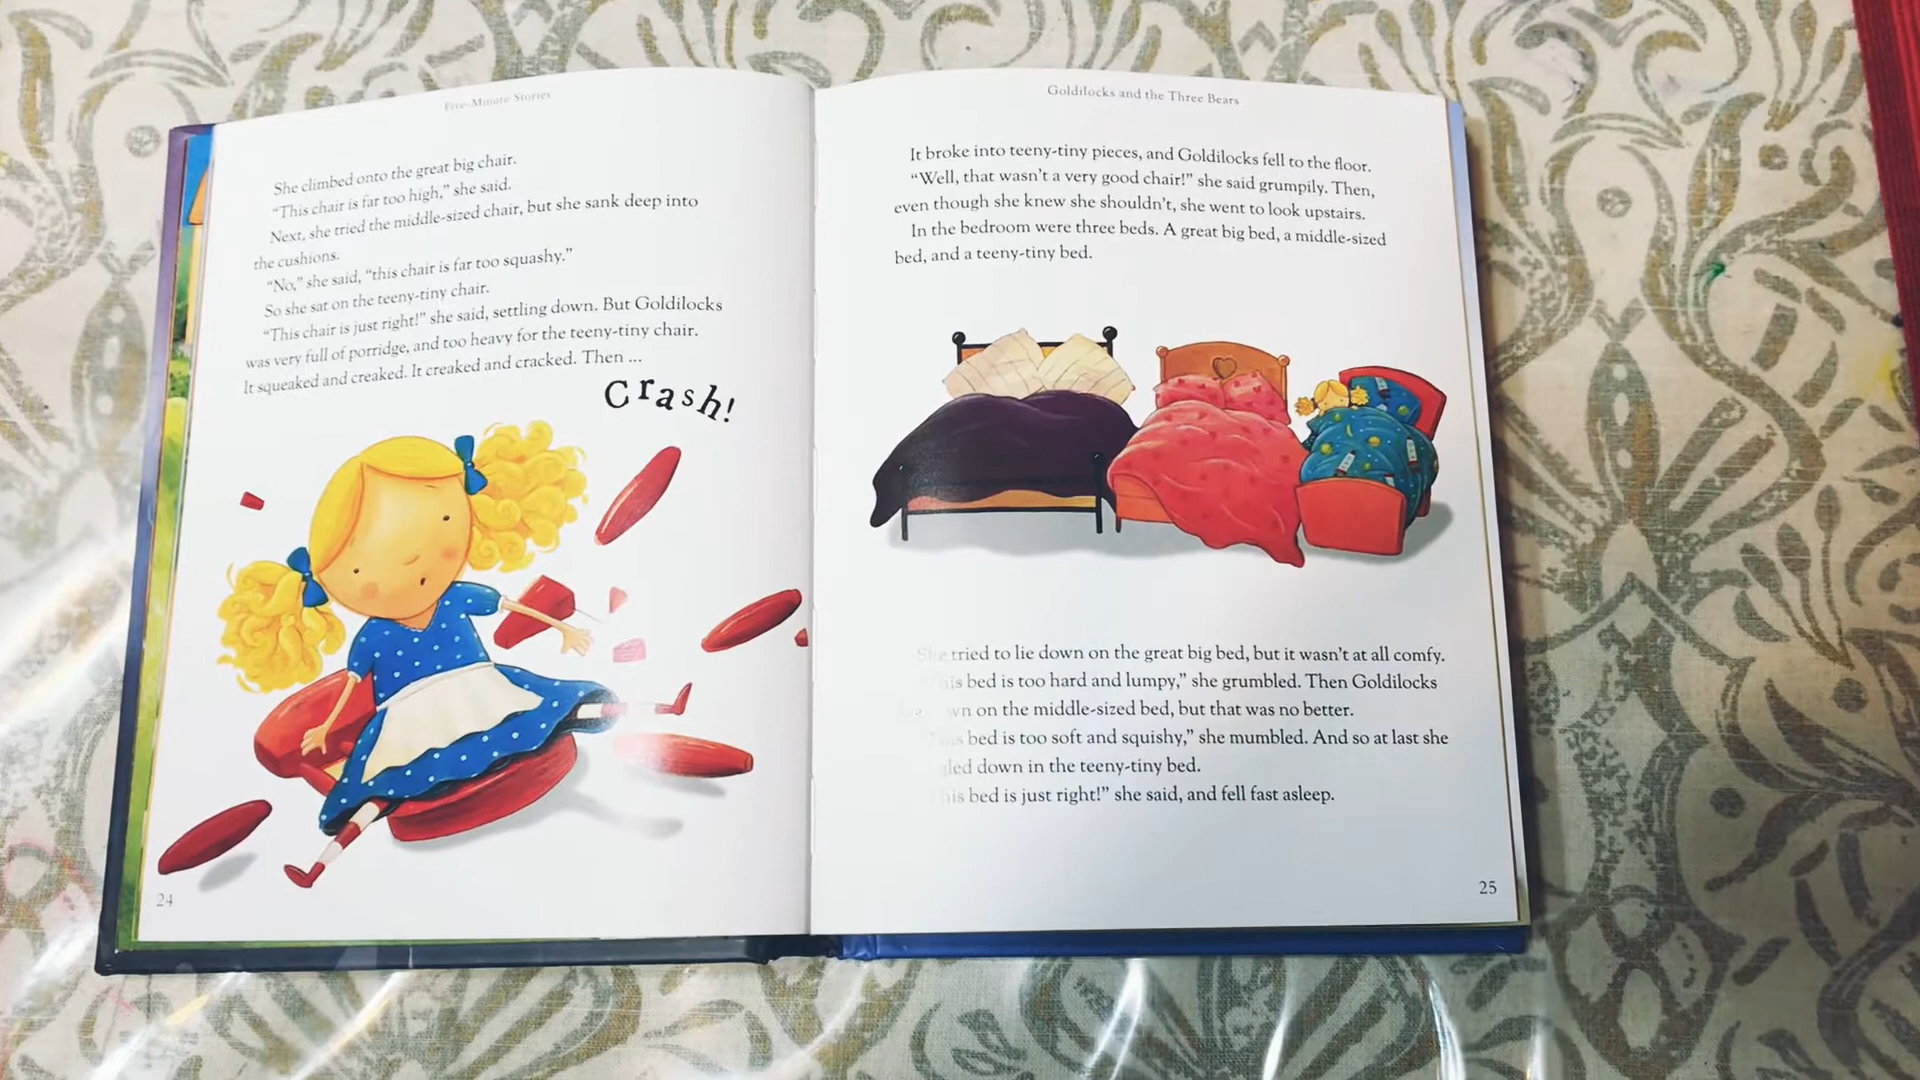 Five-Minute Stories
She climbed onto the great big chair.
“This chair is far too high,” she said.
Next, she tried the middle-sized chair, but she sank deep into
the cushions.
“No,” she said, “this chair is far too squashy.”
So she sat on the teeny-tiny chair.
“This chair is just right!” she said, settling down. But Goldilocks
was very full of porridge, and too heavy for the teeny-tiny chair.
It squeaked and creaked. It creaked and cracked. Then ...
Crash!
24
Goldilocks and the Three Bears
It broke into teeny-tiny pieces, and Goldilocks fell to the floor.
“Well, that wasn’t a very good chair!” she said grumpily. Then,
even though she knew she shouldn’t, she went to look upstairs.
In the bedroom were three beds. A great big bed, a middle-sized
bed, and a teeny-tiny bed.
She tried to lie down on the great big bed, but it wasn’t at all comfy.
bed is too hard and lumpy,” she grumbled. Then Goldilocks
on the middle-sized bed, but that was no better.
bed is too soft and squishy,” she mumbled. And so at last she
down in the teeny-tiny bed.
bed is just right!” she said, and fell fast asleep.
25